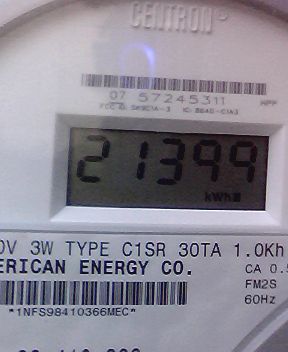 CENTRON
07 57245311 HPP
21399
kWh
0V 3W TYPE C1SR 30TA 1.0Kh
ERICAN ENERGY CO. CA 0.5
FM2S
60Hz
*1NFS98410366MEC*